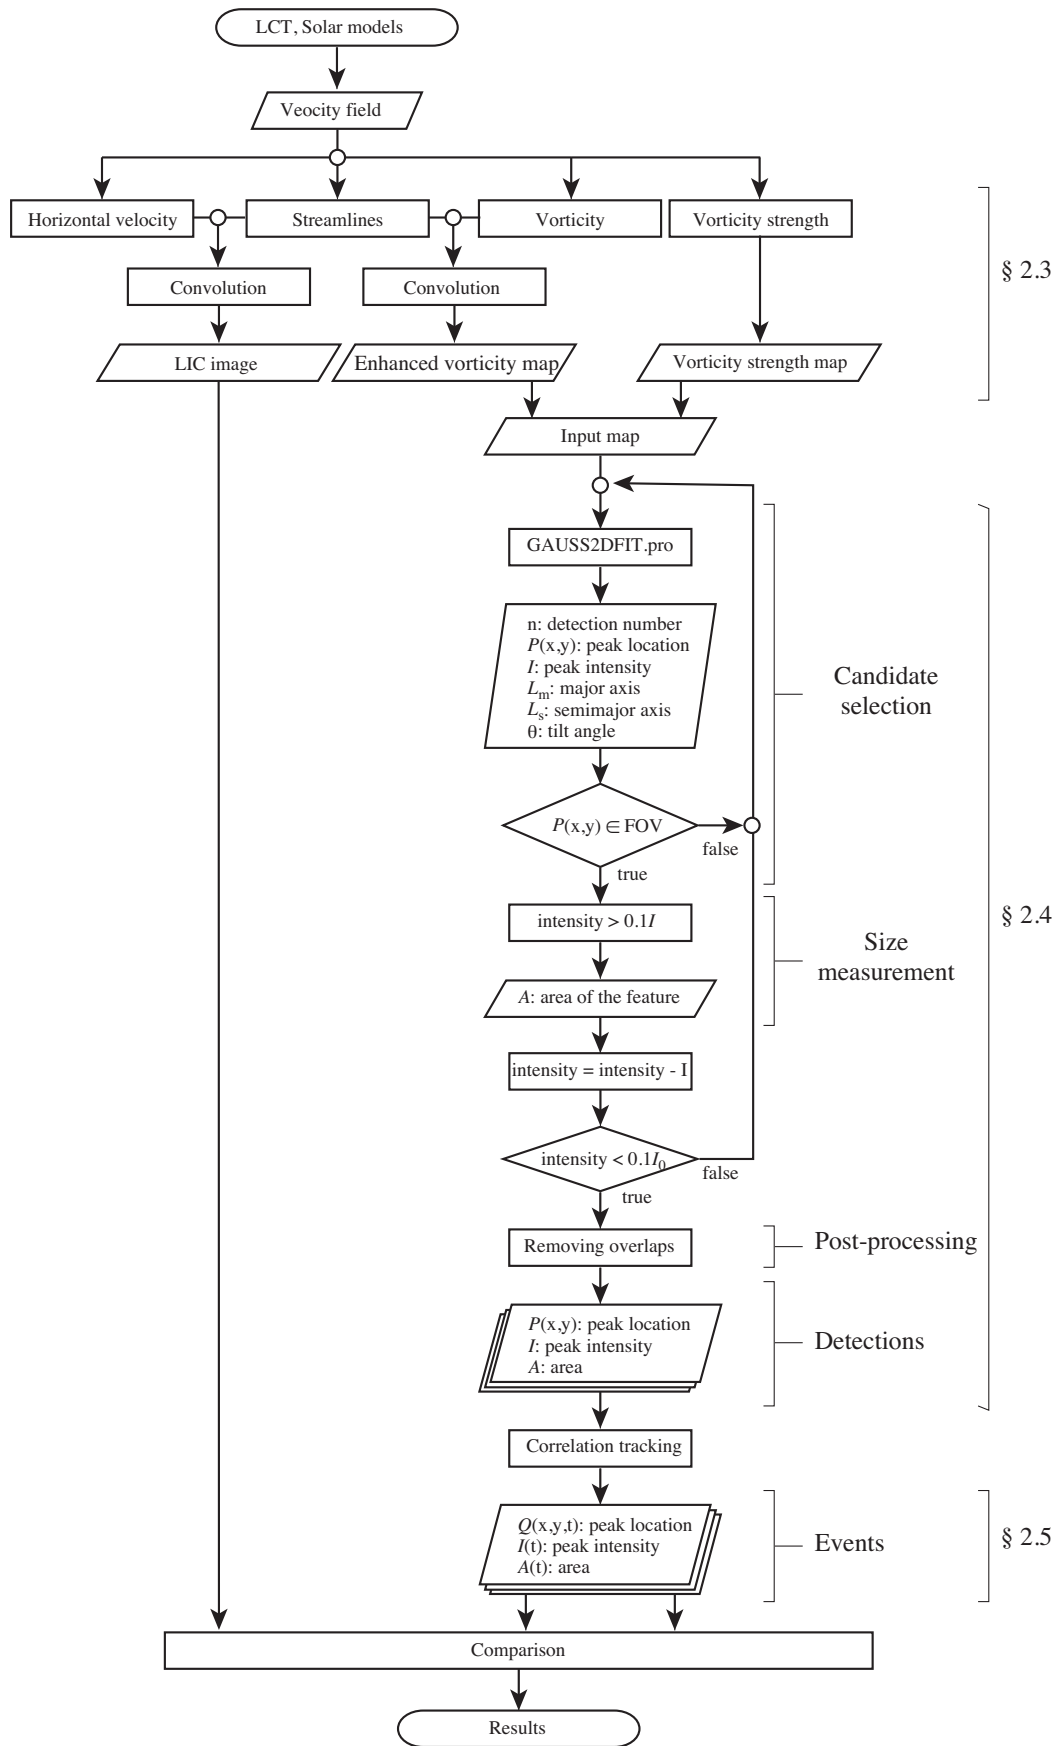 LCT, Solar models
Veocity field
Horizontal velocity
Streamlines
Vorticity
Vorticity strength
Convolution
Convolution
§ 2.3
LIC image
Enhanced vorticity map
Vorticity strength map
Input map
GAUSS2DFIT.pro
n: detection number
P(x,y): peak location
I: peak intensity
Lm: major axis
Ls: semimajor axis
θ: tilt angle
Candidate
selection
P(x,y) ∈ FOV
false
true
intensity > 0.1I
Size
measurement
§ 2.4
A: area of the feature
intensity = intensity - I
intensity < 0.1I0
false
true
Removing overlaps
Post-processing
P(x,y): peak location
I: peak intensity
A: area
Detections
Correlation tracking
Q(x,y,t): peak location
I(t): peak intensity
A(t): area
Events
§ 2.5
Comparison
Results